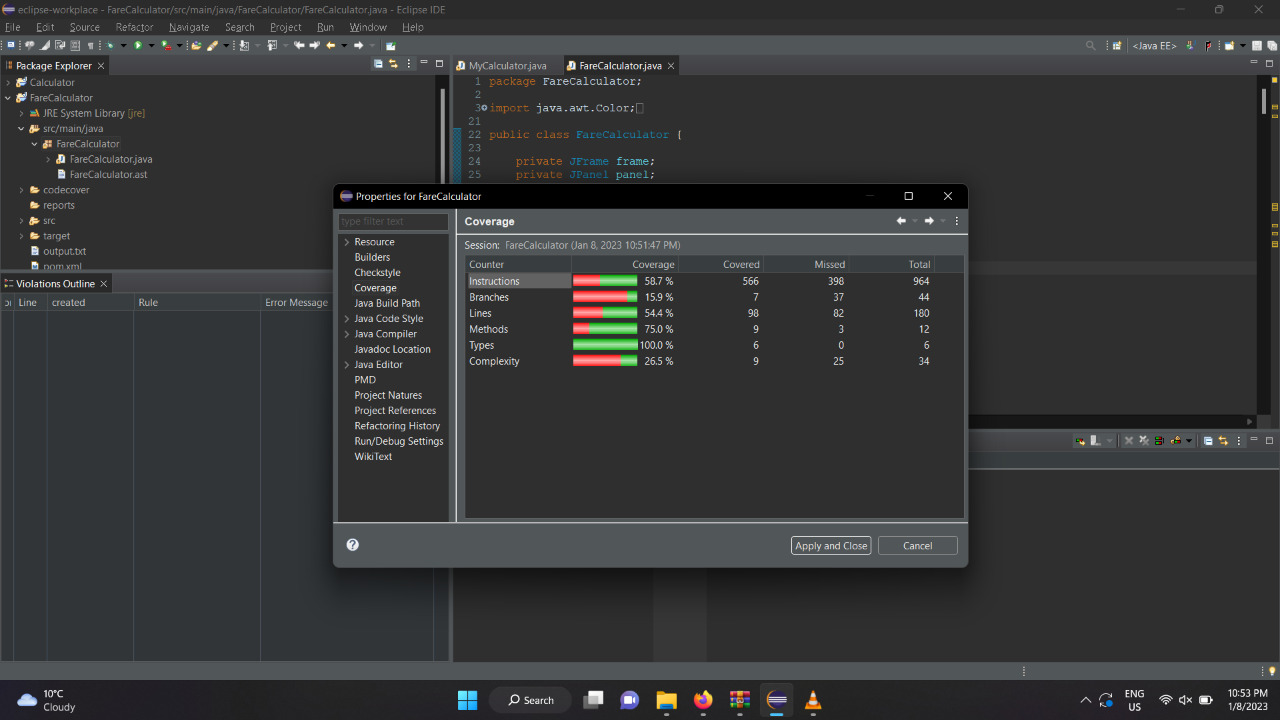 eclipse-workplace - FareCalculator/src/main/java/FareCalculator/FareCalculator.java - Eclipse IDE
File Edit Source Refactor Navigate Search Project Run Window Help
<Java EE>
Package Explorer
MyCalculator.java
FareCalculator.java
Calculator
FareCalculator
JRE System Library [jre]
src/main/java
FareCalculator
FareCalculator.java
FareCalculator.ast
codecover
reports
src
target
output.txt
pom.xml
1 package FareCalculator;
2
3 import java.awt.Color;
21
22 public class FareCalculator {
23
24 private JFrame frame;
25 private JPanel panel;
Violations Outline
Line created Rule Error Message
Properties for FareCalculator
type filter text
Resource
Builders
Checkstyle
Coverage
Java Build Path
Java Code Style
Java Compiler
Javadoc Location
Java Editor
PMD
Project Natures
Project References
Refactoring History
Run/Debug Settings
WikiText
Coverage
Session: FareCalculator (Jan 8, 2023 10:51:47 PM)
Counter Coverage Covered Missed Total
Instructions 58.7 % 566 398 964
Branches 15.9 % 7 37 44
Lines 54.4 % 98 82 180
Methods 75.0 % 9 3 12
Types 100.0 % 6 0 6
Complexity 26.5 % 9 25 34
Apply and Close
Cancel
10°C
Cloudy
Search
ENG
US
10:53 PM
1/8/2023